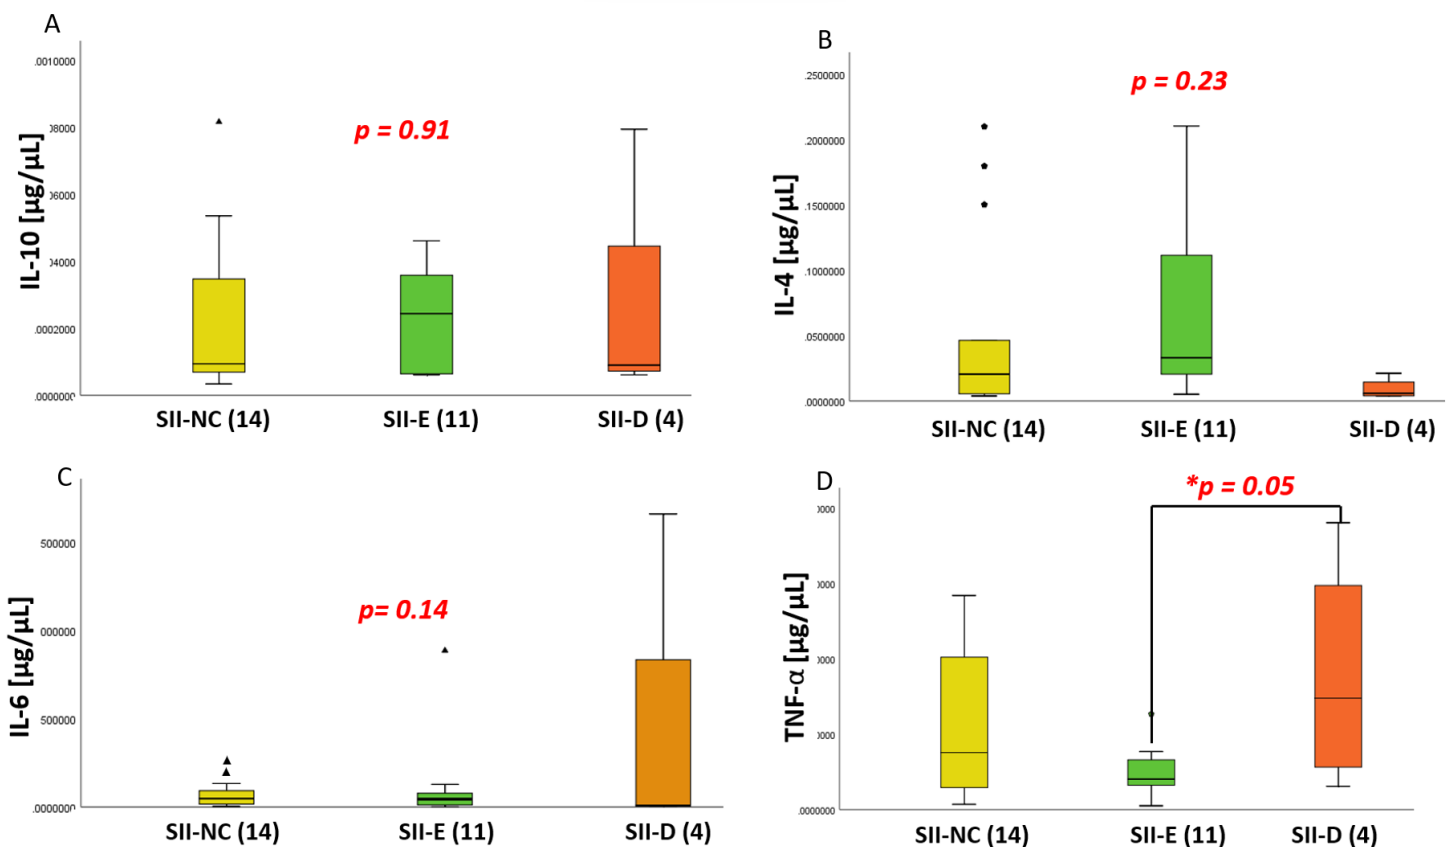 A
.0010000
p = 0.91
IL-10 [µg/µL]
.0002000
.0000000
SII-NC (14)
SII-E (11)
SII-D (4)
B
.2500000
p = 0.23
.2000000
.1500000
IL-4 [µg/µL]
.1000000
.0500000
.0000000
SII-NC (14)
SII-E (11)
SII-D (4)
C
500000
p= 0.14
000000
IL-6 [µg/µL]
500000
.0000000
SII-NC (14)
SII-E (11)
SII-D (4)
D
*p = 0.05
TNF-α [µg/µL]
.0000000
SII-NC (14)
SII-E (11)
SII-D (4)